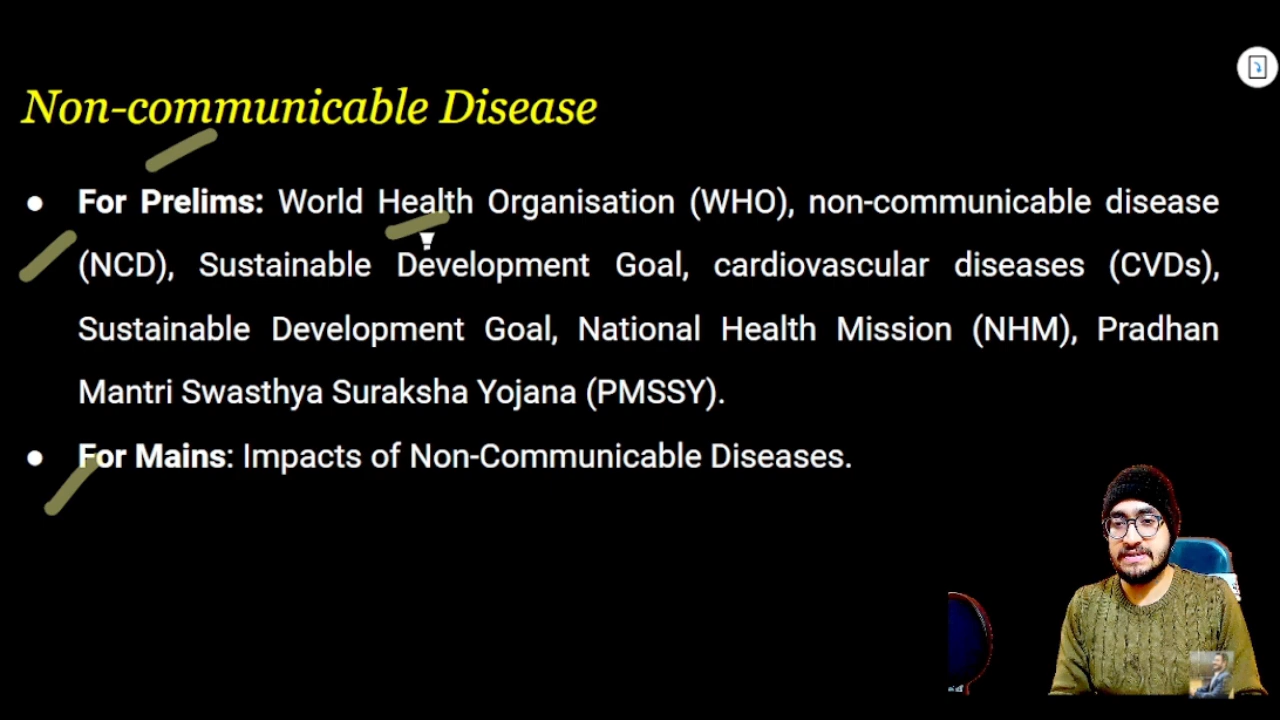 Non-communicable Disease
● For Prelims: World Health Organisation (WHO), non-communicable disease
(NCD), Sustainable Development Goal, cardiovascular diseases (CVDs),
Sustainable Development Goal, National Health Mission (NHM), Pradhan
Mantri Swasthya Suraksha Yojana (PMSSY).
● For Mains: Impacts of Non-Communicable Diseases.